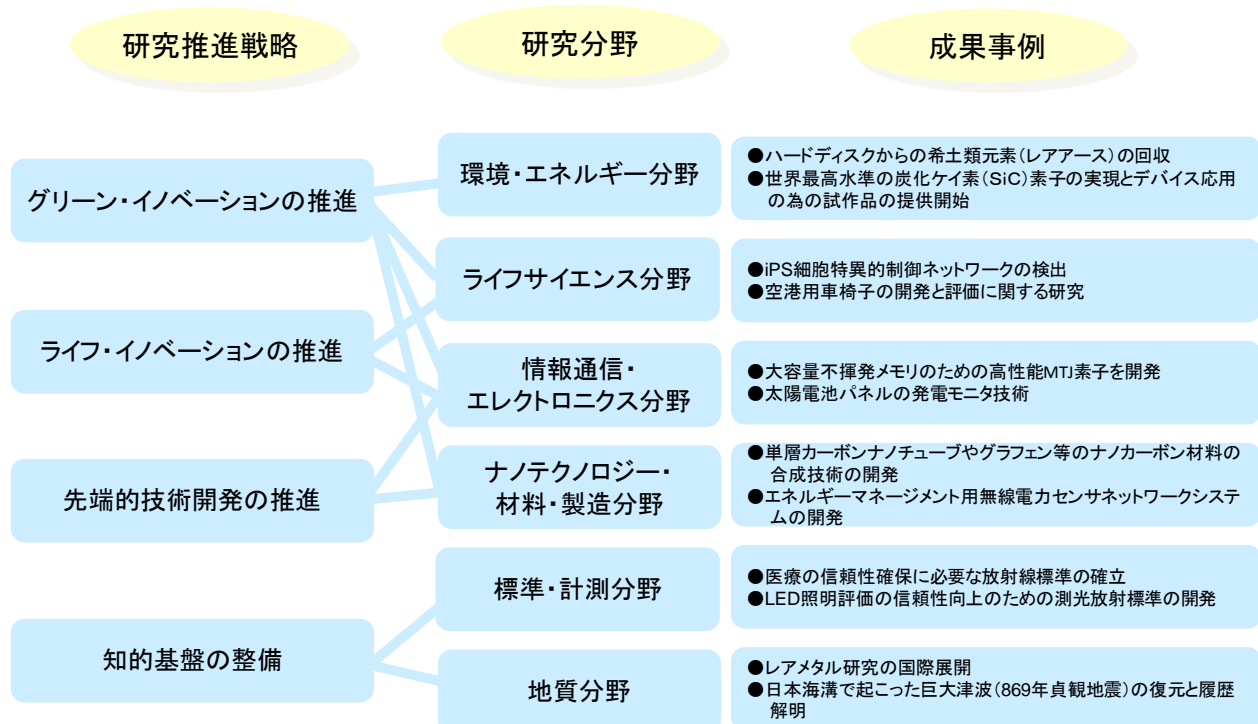 研究推進戦略
研究分野
成果事例
グリーン・イノベーションの推進
ライフ・イノベーションの推進
先端的技術開発の推進
知的基盤の整備
環境・エネルギー分野
ライフサイエンス分野
情報通信・
エレクトロニクス分野
ナノテクノロジー・
材料・製造分野
標準・計測分野
地質分野
●ハードディスクからの希土類元素（レアアース）の回収
●世界最高水準の炭化ケイ素（SiC）素子の実現とデバイス応用
の為の試作品の提供開始
●iPS細胞特異的制御ネットワークの検出
●空港用車椅子の開発と評価に関する研究
●大容量不揮発メモリのための高性能MTJ素子を開発
●太陽電池パネルの発電モニタ技術
●単層カーボンナノチューブやグラフェン等のナノカーボン材料の
合成技術の開発
●エネルギーマネージメント用無線電力センサネットワークシステ
ムの開発
●医療の信頼性確保に必要な放射線標準の確立
●LED照明評価の信頼性向上のための測光放射標準の開発
●レアメタル研究の国際展開
●日本海溝で起こった巨大津波（869年貞観地震）の復元と履歴
解明